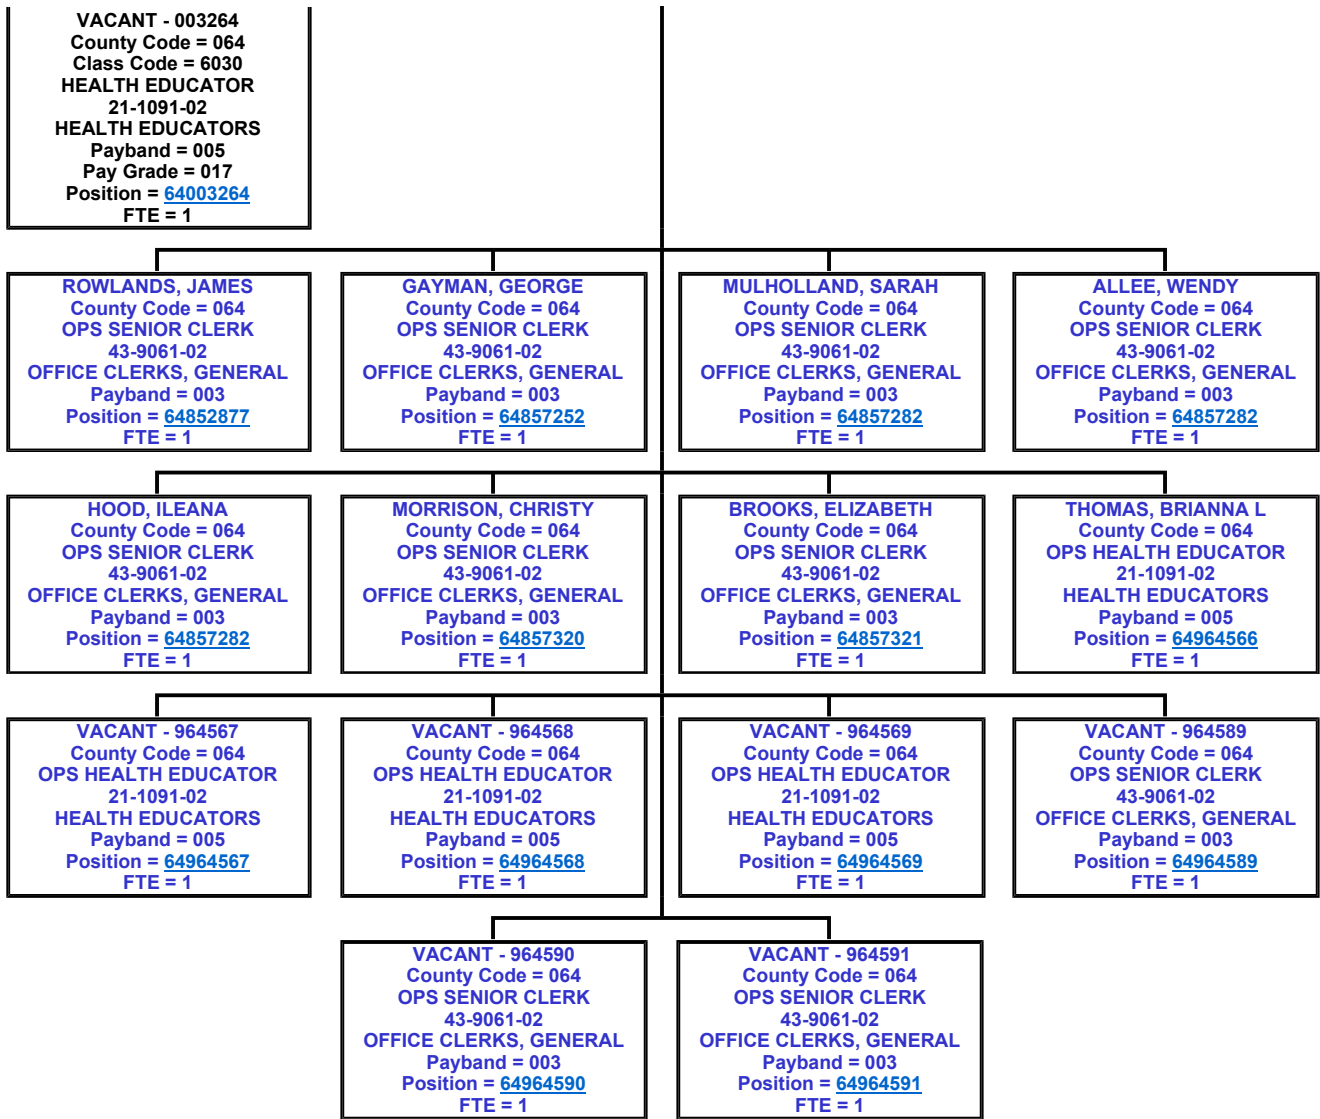 VACANT - 003264
County Code = 064
Class Code = 6030
HEALTH EDUCATOR
21-1091-02
HEALTH EDUCATORS
Payband = 005
Pay Grade = 017
Position = 64003264
FTE = 1
ROWLANDS, JAMES
County Code = 064
OPS SENIOR CLERK
43-9061-02
OFFICE CLERKS, GENERAL
Payband = 003
Position = 64852877
FTE = 1
GAYMAN, GEORGE
County Code = 064
OPS SENIOR CLERK
43-9061-02
OFFICE CLERKS, GENERAL
Payband = 003
Position = 64857252
FTE = 1
MULHOLLAND, SARAH
County Code = 064
OPS SENIOR CLERK
43-9061-02
OFFICE CLERKS, GENERAL
Payband = 003
Position = 64857282
FTE = 1
ALLEE, WENDY
County Code = 064
OPS SENIOR CLERK
43-9061-02
OFFICE CLERKS, GENERAL
Payband = 003
Position = 64857282
FTE = 1
HOOD, ILEANA
County Code = 064
OPS SENIOR CLERK
43-9061-02
OFFICE CLERKS, GENERAL
Payband = 003
Position = 64857282
FTE = 1
MORRISON, CHRISTY
County Code = 064
OPS SENIOR CLERK
43-9061-02
OFFICE CLERKS, GENERAL
Payband = 003
Position = 64857320
FTE = 1
BROOKS, ELIZABETH
County Code = 064
OPS SENIOR CLERK
43-9061-02
OFFICE CLERKS, GENERAL
Payband = 003
Position = 64857321
FTE = 1
THOMAS, BRIANNA L
County Code = 064
OPS HEALTH EDUCATOR
21-1091-02
HEALTH EDUCATORS
Payband = 005
Position = 64964566
FTE = 1
VACANT - 964567
County Code = 064
OPS HEALTH EDUCATOR
21-1091-02
HEALTH EDUCATORS
Payband = 005
Position = 64964567
FTE = 1
VACANT - 964568
County Code = 064
OPS HEALTH EDUCATOR
21-1091-02
HEALTH EDUCATORS
Payband = 005
Position = 64964568
FTE = 1
VACANT - 964569
County Code = 064
OPS HEALTH EDUCATOR
21-1091-02
HEALTH EDUCATORS
Payband = 005
Position = 64964569
FTE = 1
VACANT - 964589
County Code = 064
OPS SENIOR CLERK
43-9061-02
OFFICE CLERKS, GENERAL
Payband = 003
Position = 64964589
FTE = 1
VACANT - 964590
County Code = 064
OPS SENIOR CLERK
43-9061-02
OFFICE CLERKS, GENERAL
Payband = 003
Position = 64964590
FTE = 1
VACANT - 964591
County Code = 064
OPS SENIOR CLERK
43-9061-02
OFFICE CLERKS, GENERAL
Payband = 003
Position = 64964591
FTE = 1